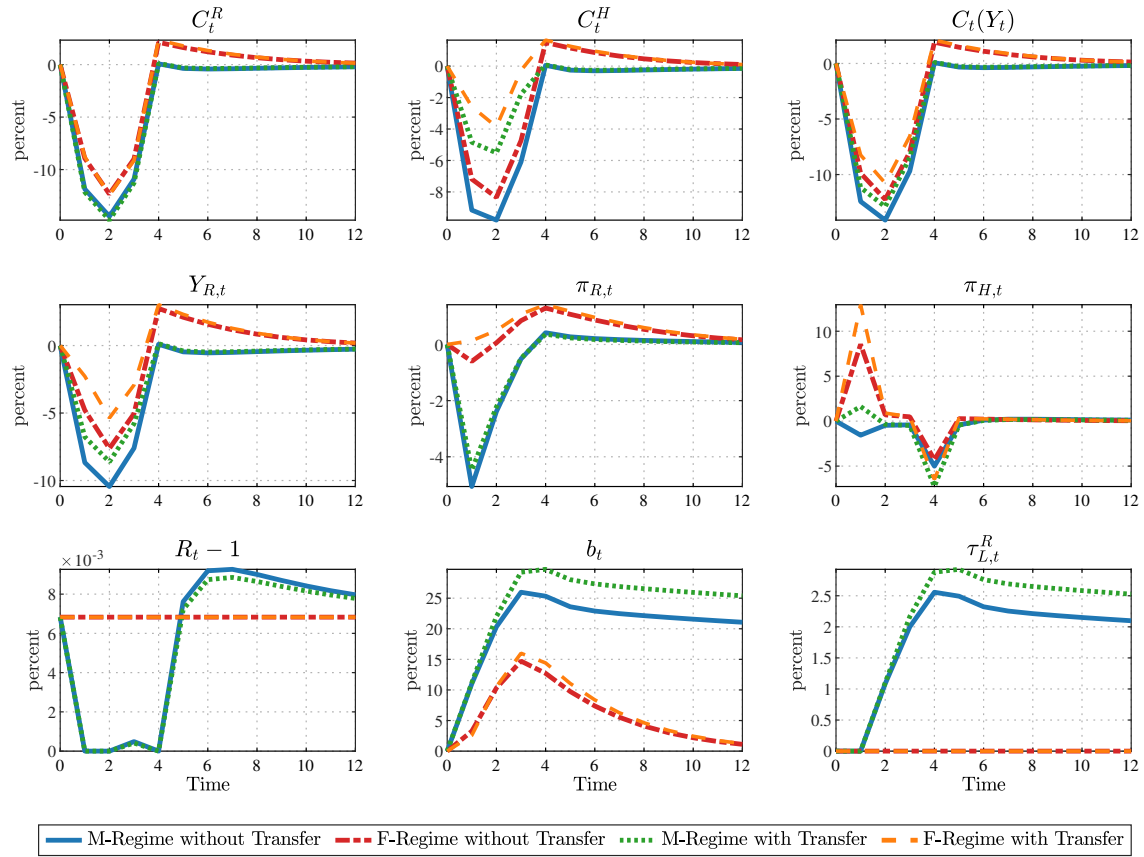 C_t^R C_t^H C_t(Y_t)
percent 0 -5 -10 0 2 4 6 8 10 12
percent 0 -2 -4 -6 -8 0 2 4 6 8 10 12
percent 0 -5 -10 0 2 4 6 8 10 12
Y_{R,t} π_{R,t} π_{H,t}
percent 0 -5 -10 0 2 4 6 8 10 12
percent 0 -2 -4 0 2 4 6 8 10 12
percent 10 5 0 -5 0 2 4 6 8 10 12
R_t − 1 b_t τ_{L,t}^R
×10^{-3} percent 8 6 4 2 0 0 2 4 6 8 10 12 Time
percent 25 20 15 10 5 0 0 2 4 6 8 10 12 Time
percent 2.5 2 1.5 1 0.5 0 0 2 4 6 8 10 12 Time
M-Regime without Transfer F-Regime without Transfer M-Regime with Transfer F-Regime with Transfer